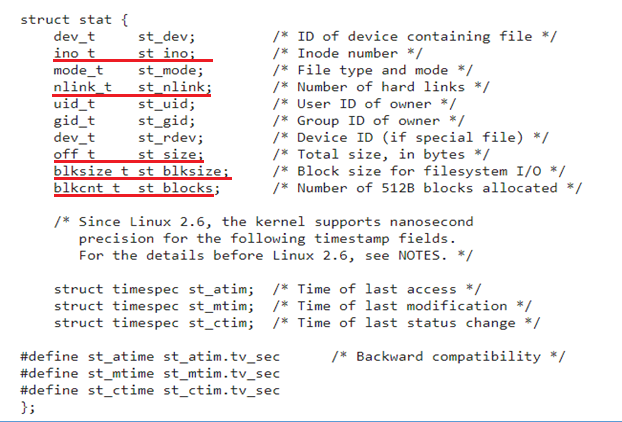 struct stat {
    dev_t     st_dev;         /* ID of device containing file */
    ino_t     st_ino;         /* Inode number */
    mode_t    st_mode;        /* File type and mode */
    nlink_t   st_nlink;       /* Number of hard links */
    uid_t     st_uid;         /* User ID of owner */
    gid_t     st_gid;         /* Group ID of owner */
    dev_t     st_rdev;        /* Device ID (if special file) */
    off_t     st_size;        /* Total size, in bytes */
    blksize_t st_blksize;     /* Block size for filesystem I/O */
    blkcnt_t  st_blocks;      /* Number of 512B blocks allocated */

    /* Since Linux 2.6, the kernel supports nanosecond
       precision for the following timestamp fields.
       For the details before Linux 2.6, see NOTES. */

    struct timespec st_atim;  /* Time of last access */
    struct timespec st_mtim;  /* Time of last modification */
    struct timespec st_ctim;  /* Time of last status change */

#define st_atime st_atim.tv_sec      /* Backward compatibility */
#define st_mtime st_mtim.tv_sec
#define st_ctime st_ctim.tv_sec
};